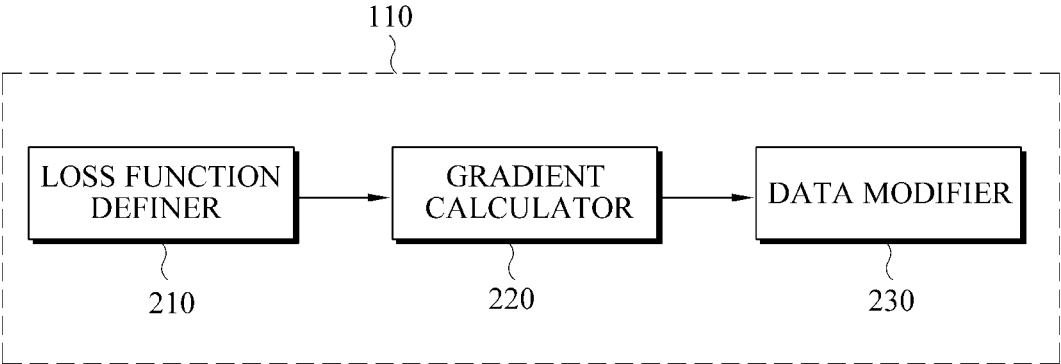 110
LOSS FUNCTION
DEFINER
GRADIENT
CALCULATOR
DATA MODIFIER
210
220
230